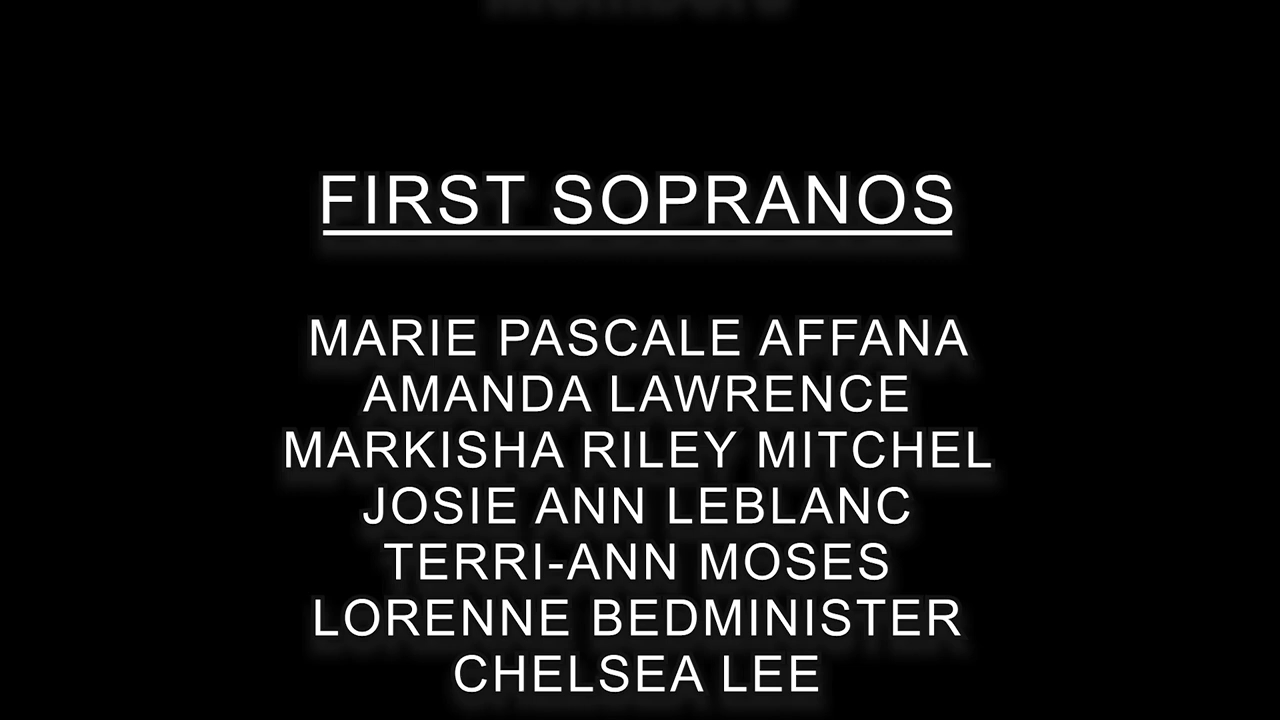 FIRST SOPRANOS
MARIE PASCALE AFFANA
AMANDA LAWRENCE
MARKISHA RILEY MITCHEL
JOSIE ANN LEBLANC
TERRI-ANN MOSES
LORENNE BEDMINISTER
CHELSEA LEE